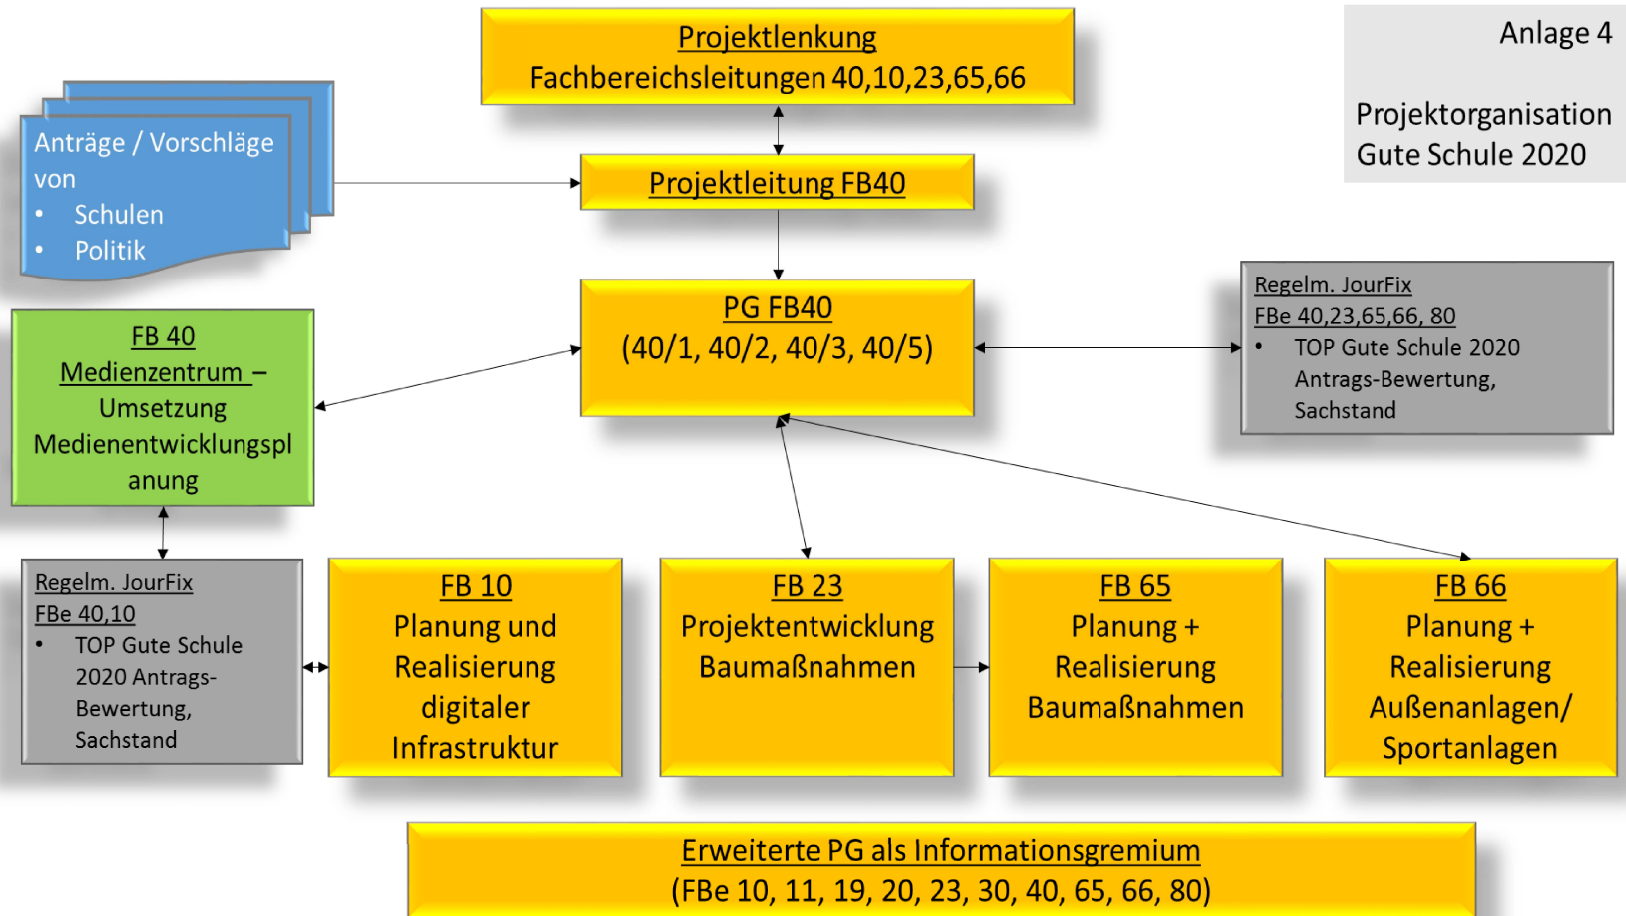 Projektlenkung
Fachbereichsleitungen 40,10,23,65,66
Anlage 4
Projektorganisation
Gute Schule 2020
Anträge / Vorschläge
von
• Schulen
• Politik
Projektleitung FB40
PG FB40
(40/1, 40/2, 40/3, 40/5)
Regelm. JourFix
FBe 40,23,65,66, 80
• TOP Gute Schule 2020
Antrags-Bewertung,
Sachstand
FB 40
Medienzentrum –
Umsetzung
Medienentwicklungspl
anung
Regelm. JourFix
FBe 40,10
• TOP Gute Schule
2020 Antrags-
Bewertung,
Sachstand
FB 10
Planung und
Realisierung
digitaler
Infrastruktur
FB 23
Projektentwicklung
Baumaßnahmen
FB 65
Planung +
Realisierung
Baumaßnahmen
FB 66
Planung +
Realisierung
Außenanlagen/
Sportanlagen
Erweiterte PG als Informationsgremium
(FBe 10, 11, 19, 20, 23, 30, 40, 65, 66, 80)